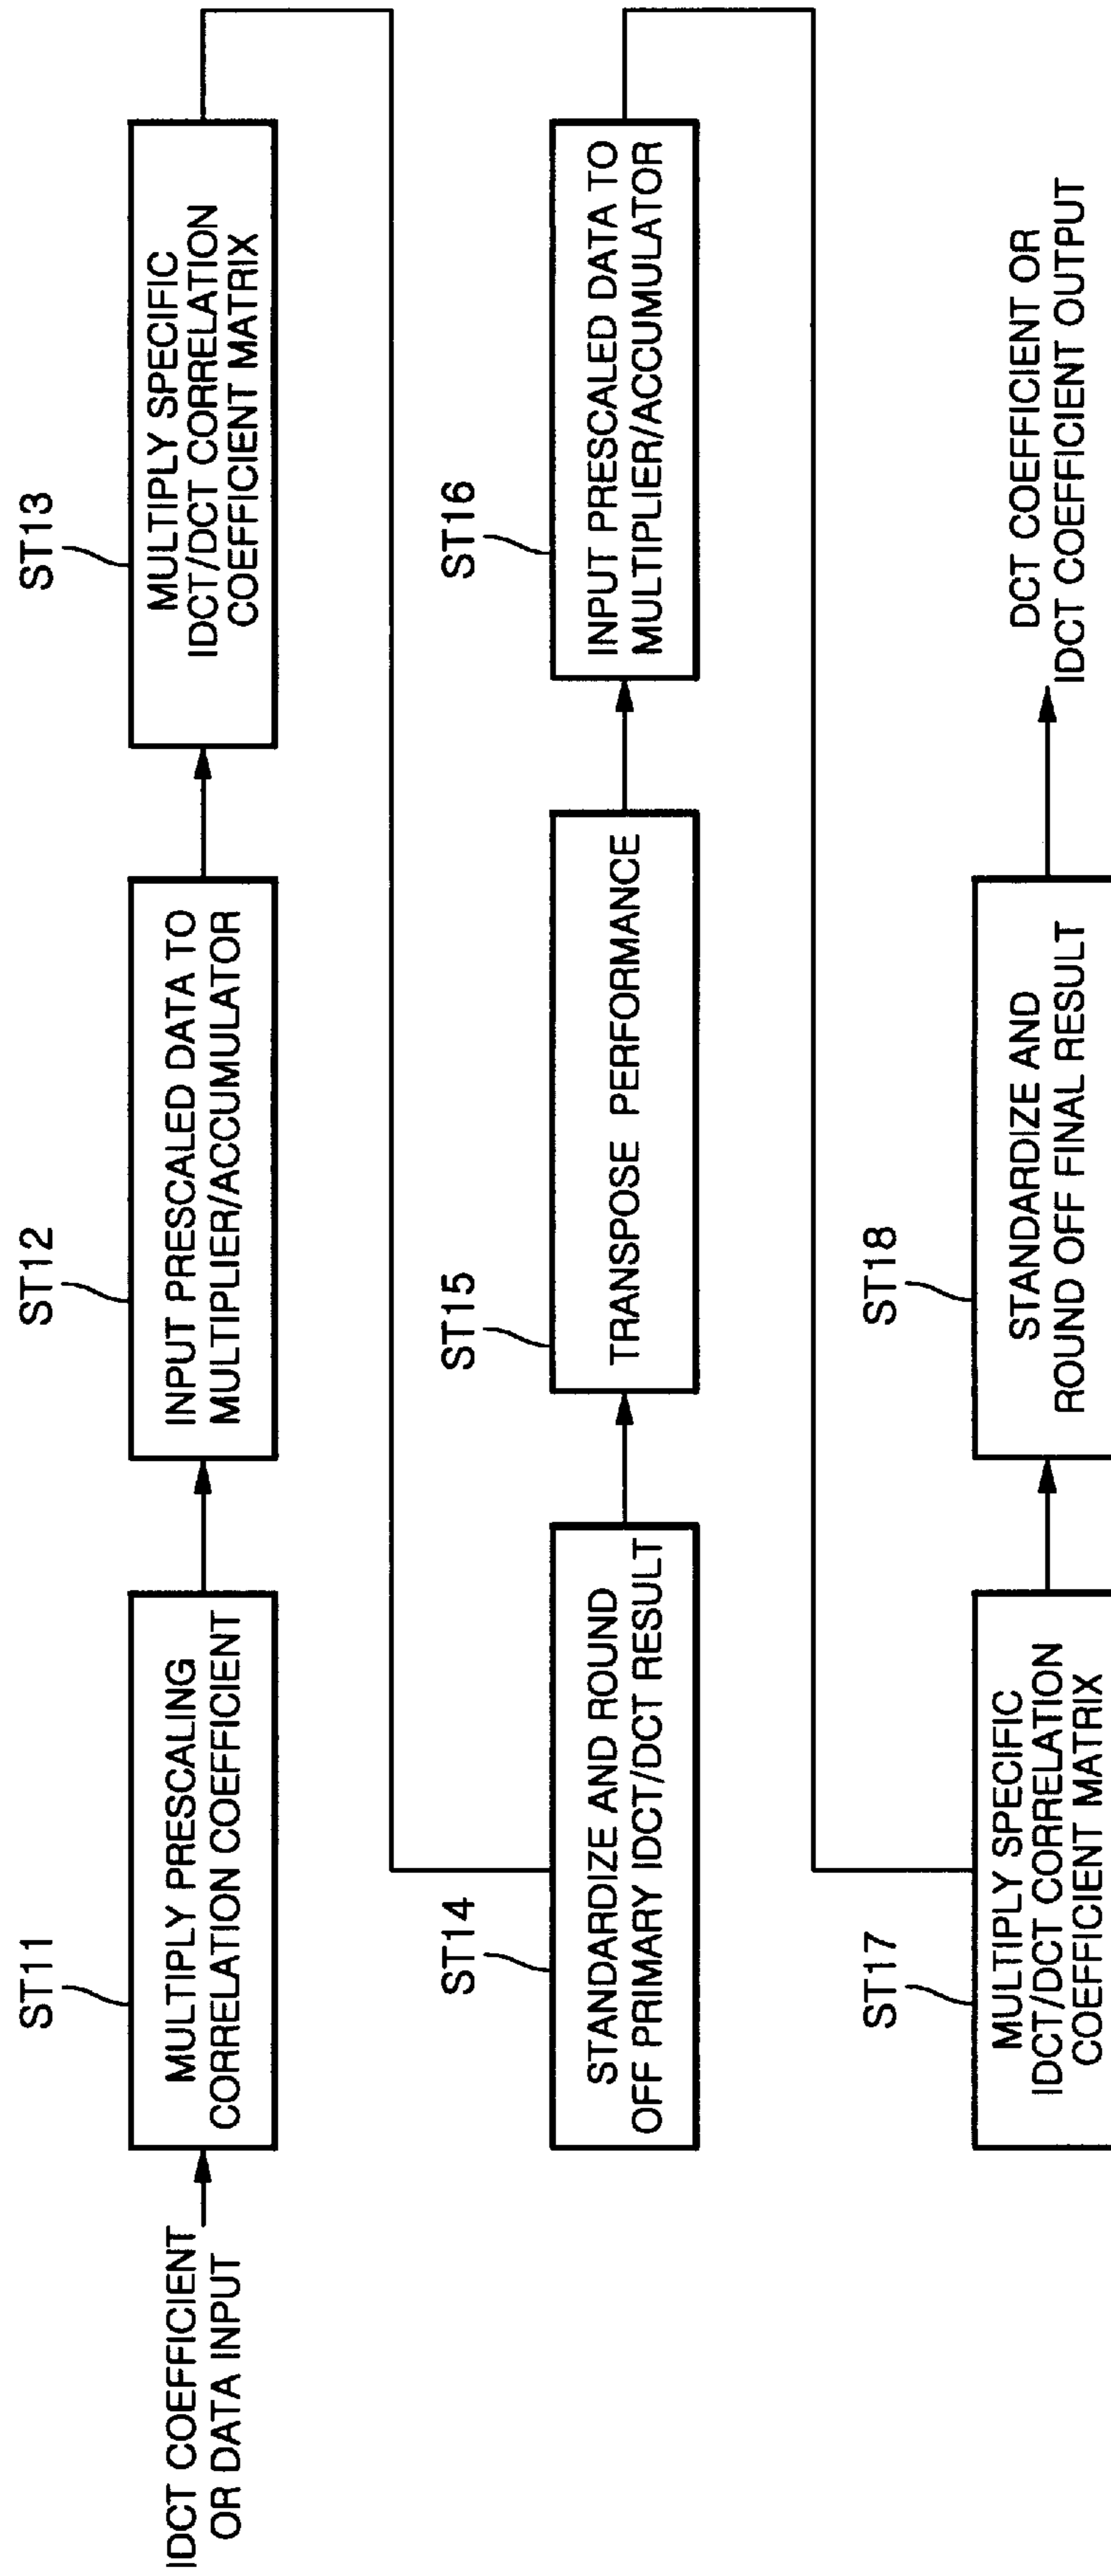 IDCT COEFFICIENT
OR DATA INPUT
ST11
MULTIPLY PRESCALING
CORRELATION COEFFICIENT
ST12
INPUT PRESCALED DATA TO
MULTIPLIER/ACCUMULATOR
ST13
MULTIPLY SPECIFIC
IDCT/DCT CORRELATION
COEFFICIENT MATRIX
ST14
STANDARDIZE AND ROUND
OFF PRIMARY IDCT/DCT RESULT
ST15
TRANSPOSE PERFORMANCE
ST16
INPUT PRESCALED DATA TO
MULTIPLIER/ACCUMULATOR
ST17
MULTIPLY SPECIFIC
IDCT/DCT CORRELATION
COEFFICIENT MATRIX
ST18
STANDARDIZE AND
ROUND OFF FINAL RESULT
DCT COEFFICIENT OR
IDCT COEFFICIENT OUTPUT